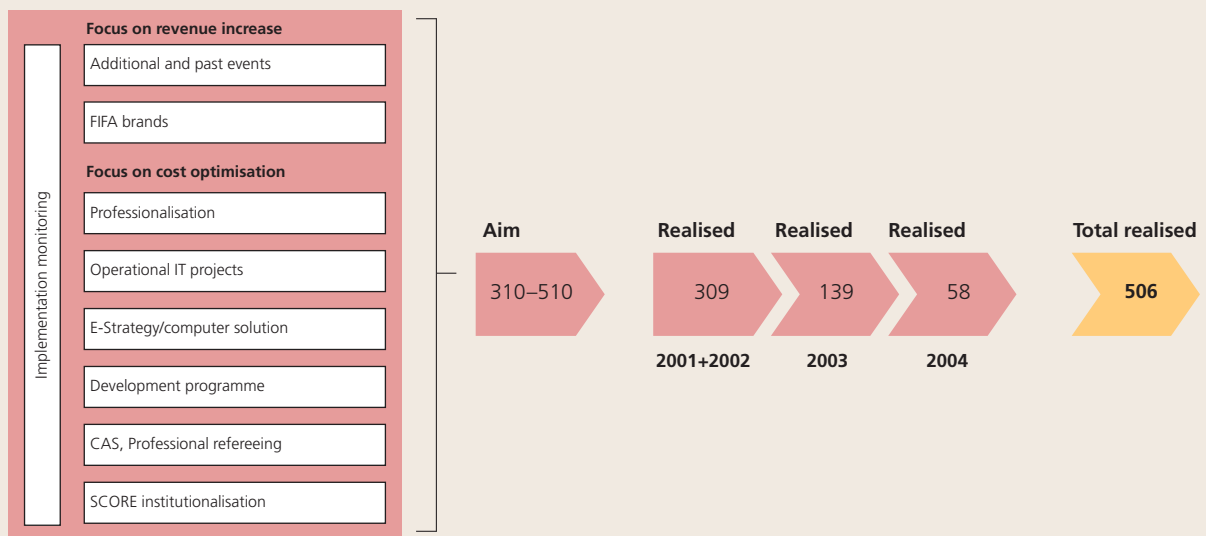 Focus on revenue increase
Implementation monitoring
Additional and past events
FIFA brands
Focus on cost optimisation
Professionalisation
Operational IT projects
E-Strategy/computer solution
Development programme
CAS, Professional refereeing
SCORE institutionalisation
Aim
310–510
Realised Realised Realised
309 139 58
2001+2002 2003 2004
Total realised
506